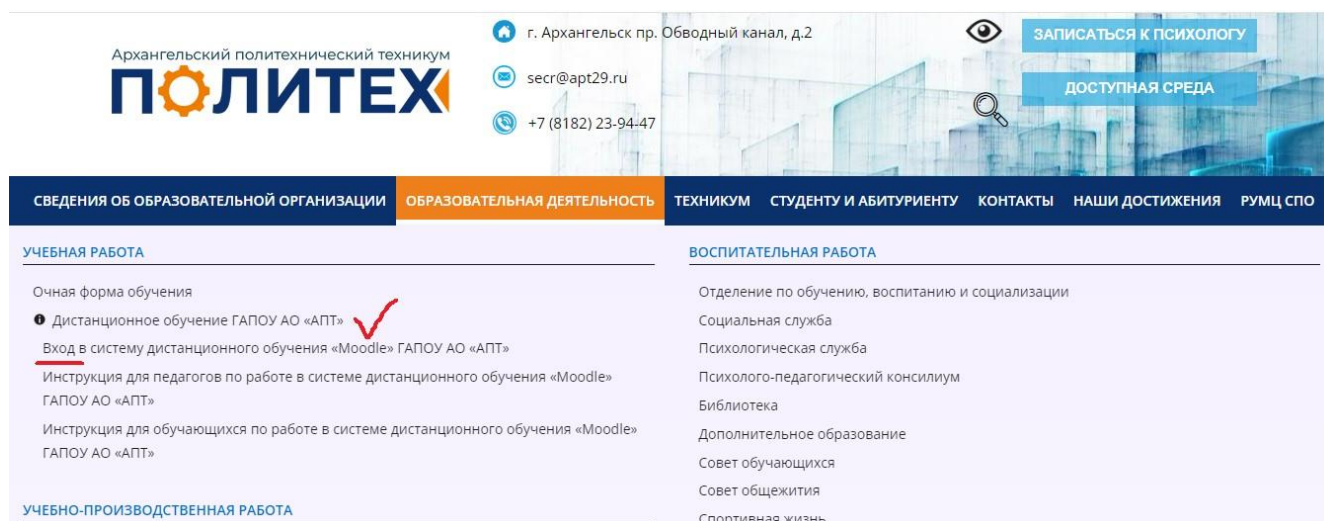 Архангельский политехнический техникум
ПОЛИТЕХ
г. Архангельск пр. Обводный канал, д.2
secr@apt29.ru
+7 (8182) 23-94-47
ЗАПИСАТЬСЯ К ПСИХОЛОГУ
ДОСТУПНАЯ СРЕДА
СВЕДЕНИЯ ОБ ОБРАЗОВАТЕЛЬНОЙ ОРГАНИЗАЦИИ ОБРАЗОВАТЕЛЬНАЯ ДЕЯТЕЛЬНОСТЬ ТЕХНИКУМ СТУДЕНТУ И АБИТУРИЕНТУ КОНТАКТЫ НАШИ ДОСТИЖЕНИЯ РУМЦ СПО
УЧЕБНАЯ РАБОТА
Очная форма обучения
Дистанционное обучение ГАПОУ АО «АПТ»
Вход в систему дистанционного обучения «Moodle» ГАПОУ АО «АПТ»
Инструкция для педагогов по работе в системе дистанционного обучения «Moodle»
ГАПОУ АО «АПТ»
Инструкция для обучающихся по работе в системе дистанционного обучения «Moodle»
ГАПОУ АО «АПТ»
УЧЕБНО-ПРОИЗВОДСТВЕННАЯ РАБОТА
ВОСПИТАТЕЛЬНАЯ РАБОТА
Отделение по обучению, воспитанию и социализации
Социальная служба
Психологическая служба
Психолого-педагогический консилиум
Библиотека
Дополнительное образование
Совет обучающихся
Совет общежития
Спортивная жизнь